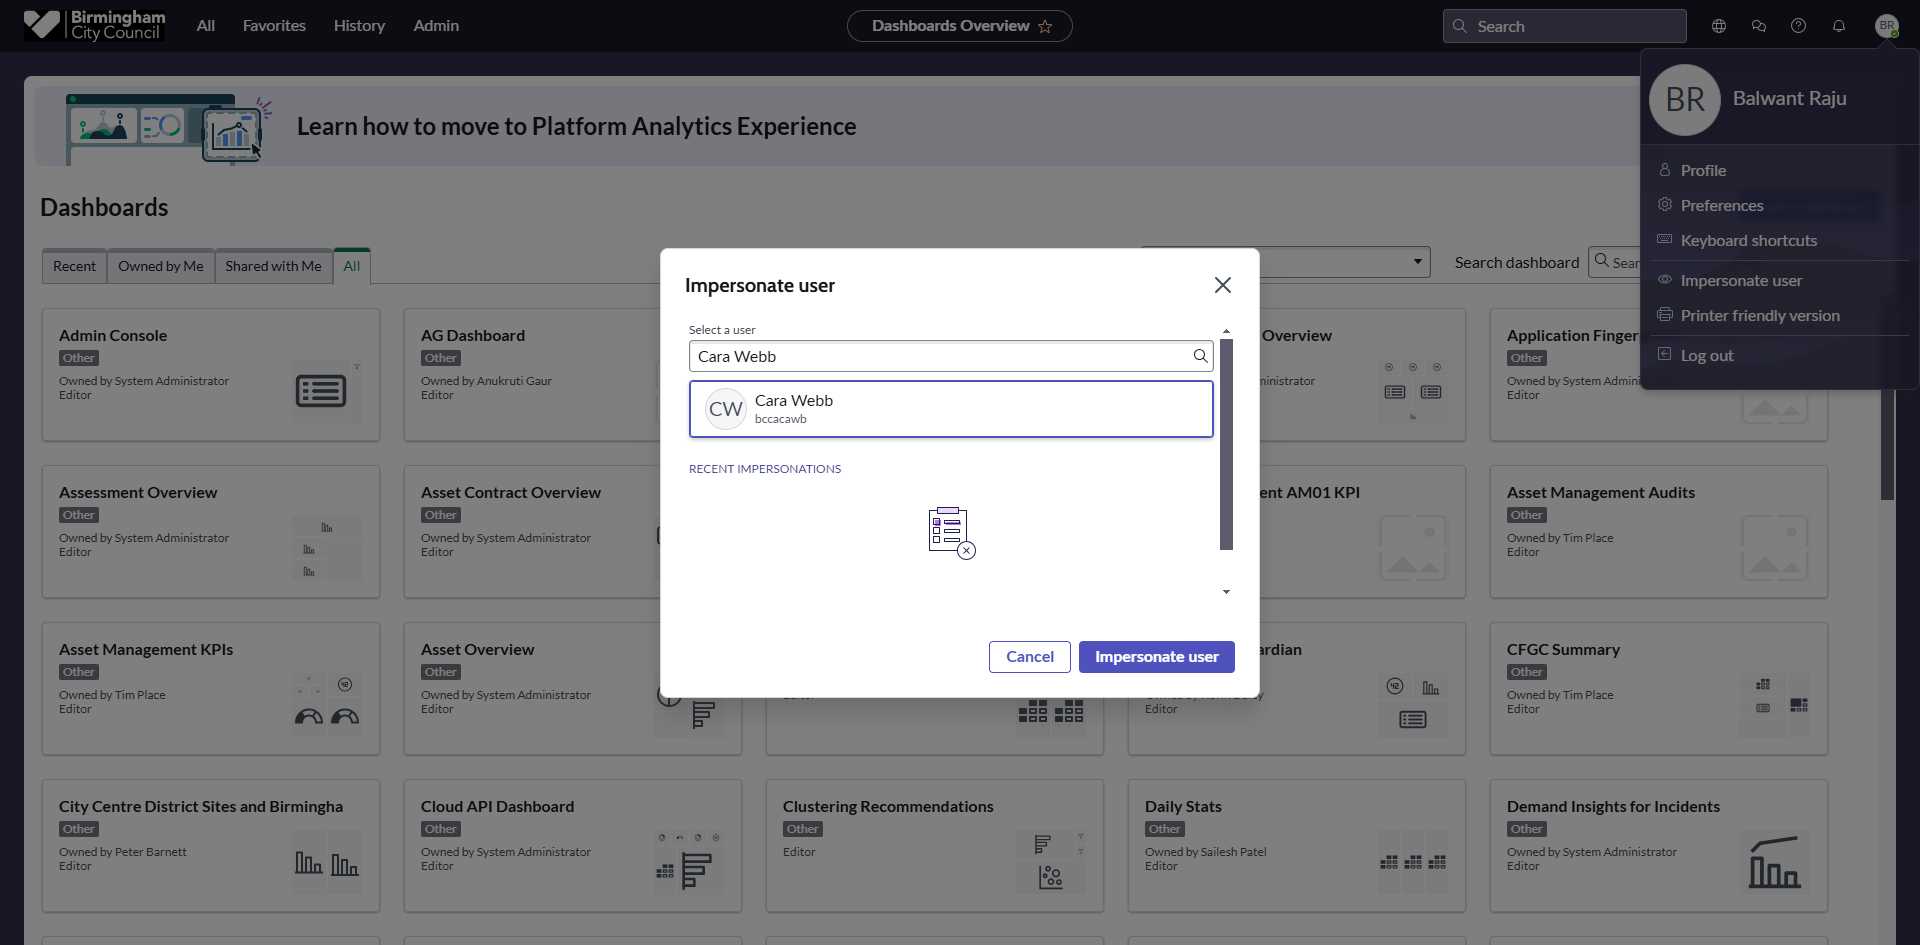 Birmingham
City Council
All
Favorites
History
Admin
Dashboards Overview
Search
BR
BR
Balwant Raju
Profile
Preferences
Keyboard shortcuts
Impersonate user
Printer friendly version
Log out
Learn how to move to Platform Analytics Experience
Dashboards
Recent
Owned by Me
Shared with Me
All
Search dashboard
Sear
Impersonate user
Select a user
Cara Webb
CW
Cara Webb
bccacawb
RECENT IMPERSONATIONS
Cancel
Impersonate user
Admin Console
Other
Owned by System Administrator
Editor
AG Dashboard
Other
Owned by Anukruti Gaur
Editor
Overview
ninistrator
Application Finger
Other
Owned by System Admini
Editor
Assessment Overview
Other
Owned by System Administrator
Editor
Asset Contract Overview
Other
Owned by System Administrator
Editor
ent AM01 KPI
Asset Management Audits
Other
Owned by Tim Place
Editor
Asset Management KPIs
Other
Owned by Tim Place
Editor
Asset Overview
Other
Owned by System Administrator
Editor
ardian
Editor
CFGC Summary
Other
Owned by Tim Place
Editor
City Centre District Sites and Birmingha
Other
Owned by Peter Barnett
Editor
Cloud API Dashboard
Other
Owned by System Administrator
Editor
Clustering Recommendations
Other
Editor
Daily Stats
Other
Owned by Sailesh Patel
Editor
Demand Insights for Incidents
Other
Owned by System Administrator
Editor